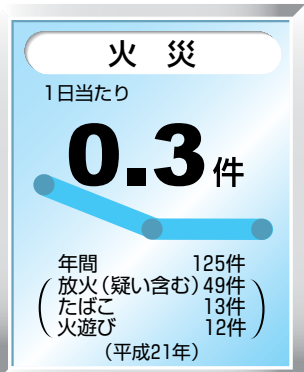 火災
1日当たり
0.3件
年間 125件
放火(疑い含む)49件
たばこ 13件
火遊び 12件
(平成21年)